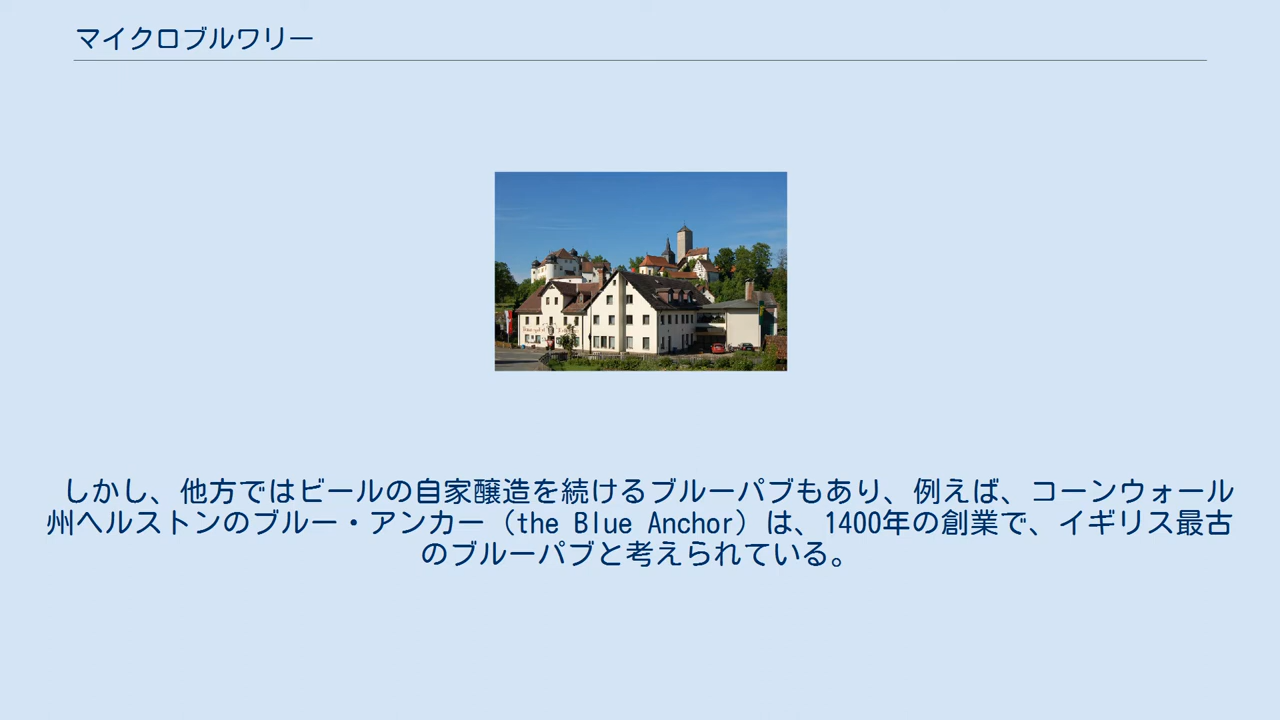 マイクロブルワリー
しかし、他方ではビールの自家醸造を続けるブルーパブもあり、例えば、コーンウォール
州ヘルストンのブルー・アンカー（the Blue Anchor）は、1400年の創業で、イギリス最古
のブルーパブと考えられている。